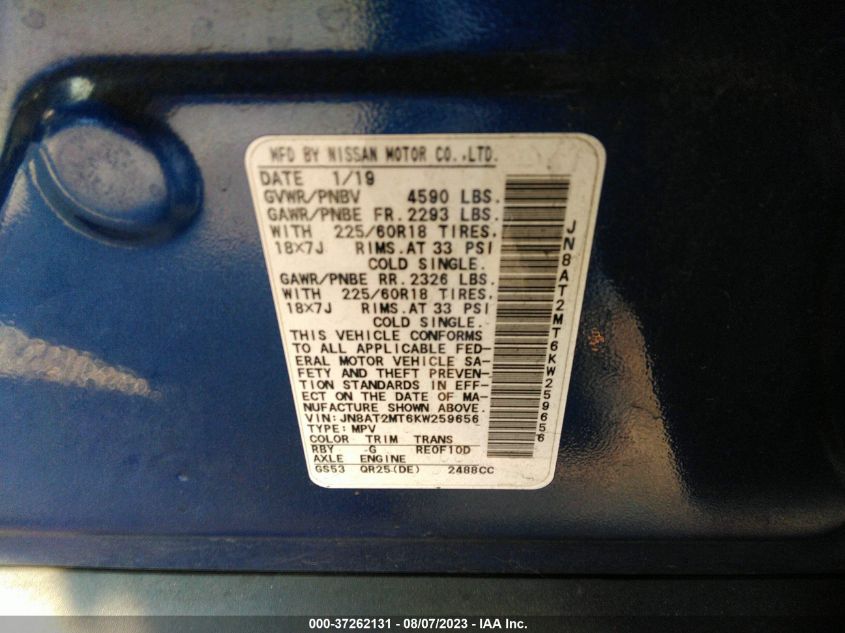 MFD BY NISSAN MOTOR CO.,LTD.
DATE 1/19
GVWR/PNBV 4590 LBS.
GAWR/PNBE FR. 2293 LBS.
WITH 225/60R18 TIRES,
18×7J RIMS.AT 33 PSI
COLD SINGLE.
GAWR/PNBE RR. 2326 LBS.
WITH 225/60R18 TIRES,
18×7J RIMS.AT 33 PSI
COLD SINGLE.
THIS VEHICLE CONFORMS
TO ALL APPLICABLE FED-
ERAL MOTOR VEHICLE SA-
FETY AND THEFT PREVEN-
TION STANDARDS IN EFF-
ECT ON THE DATE OF MA-
NUFACTURE SHOWN ABOVE.
VIN:JN8AT2MT6KW259656
TYPE:MPV
COLOR TRIM TRANS
RBY G RE0F10D
AXLE ENGINE
GS53 QR25(DE) 2488CC
JN8AT2MT6KW259656
000-37262131 - 08/07/2023 - IAA Inc.